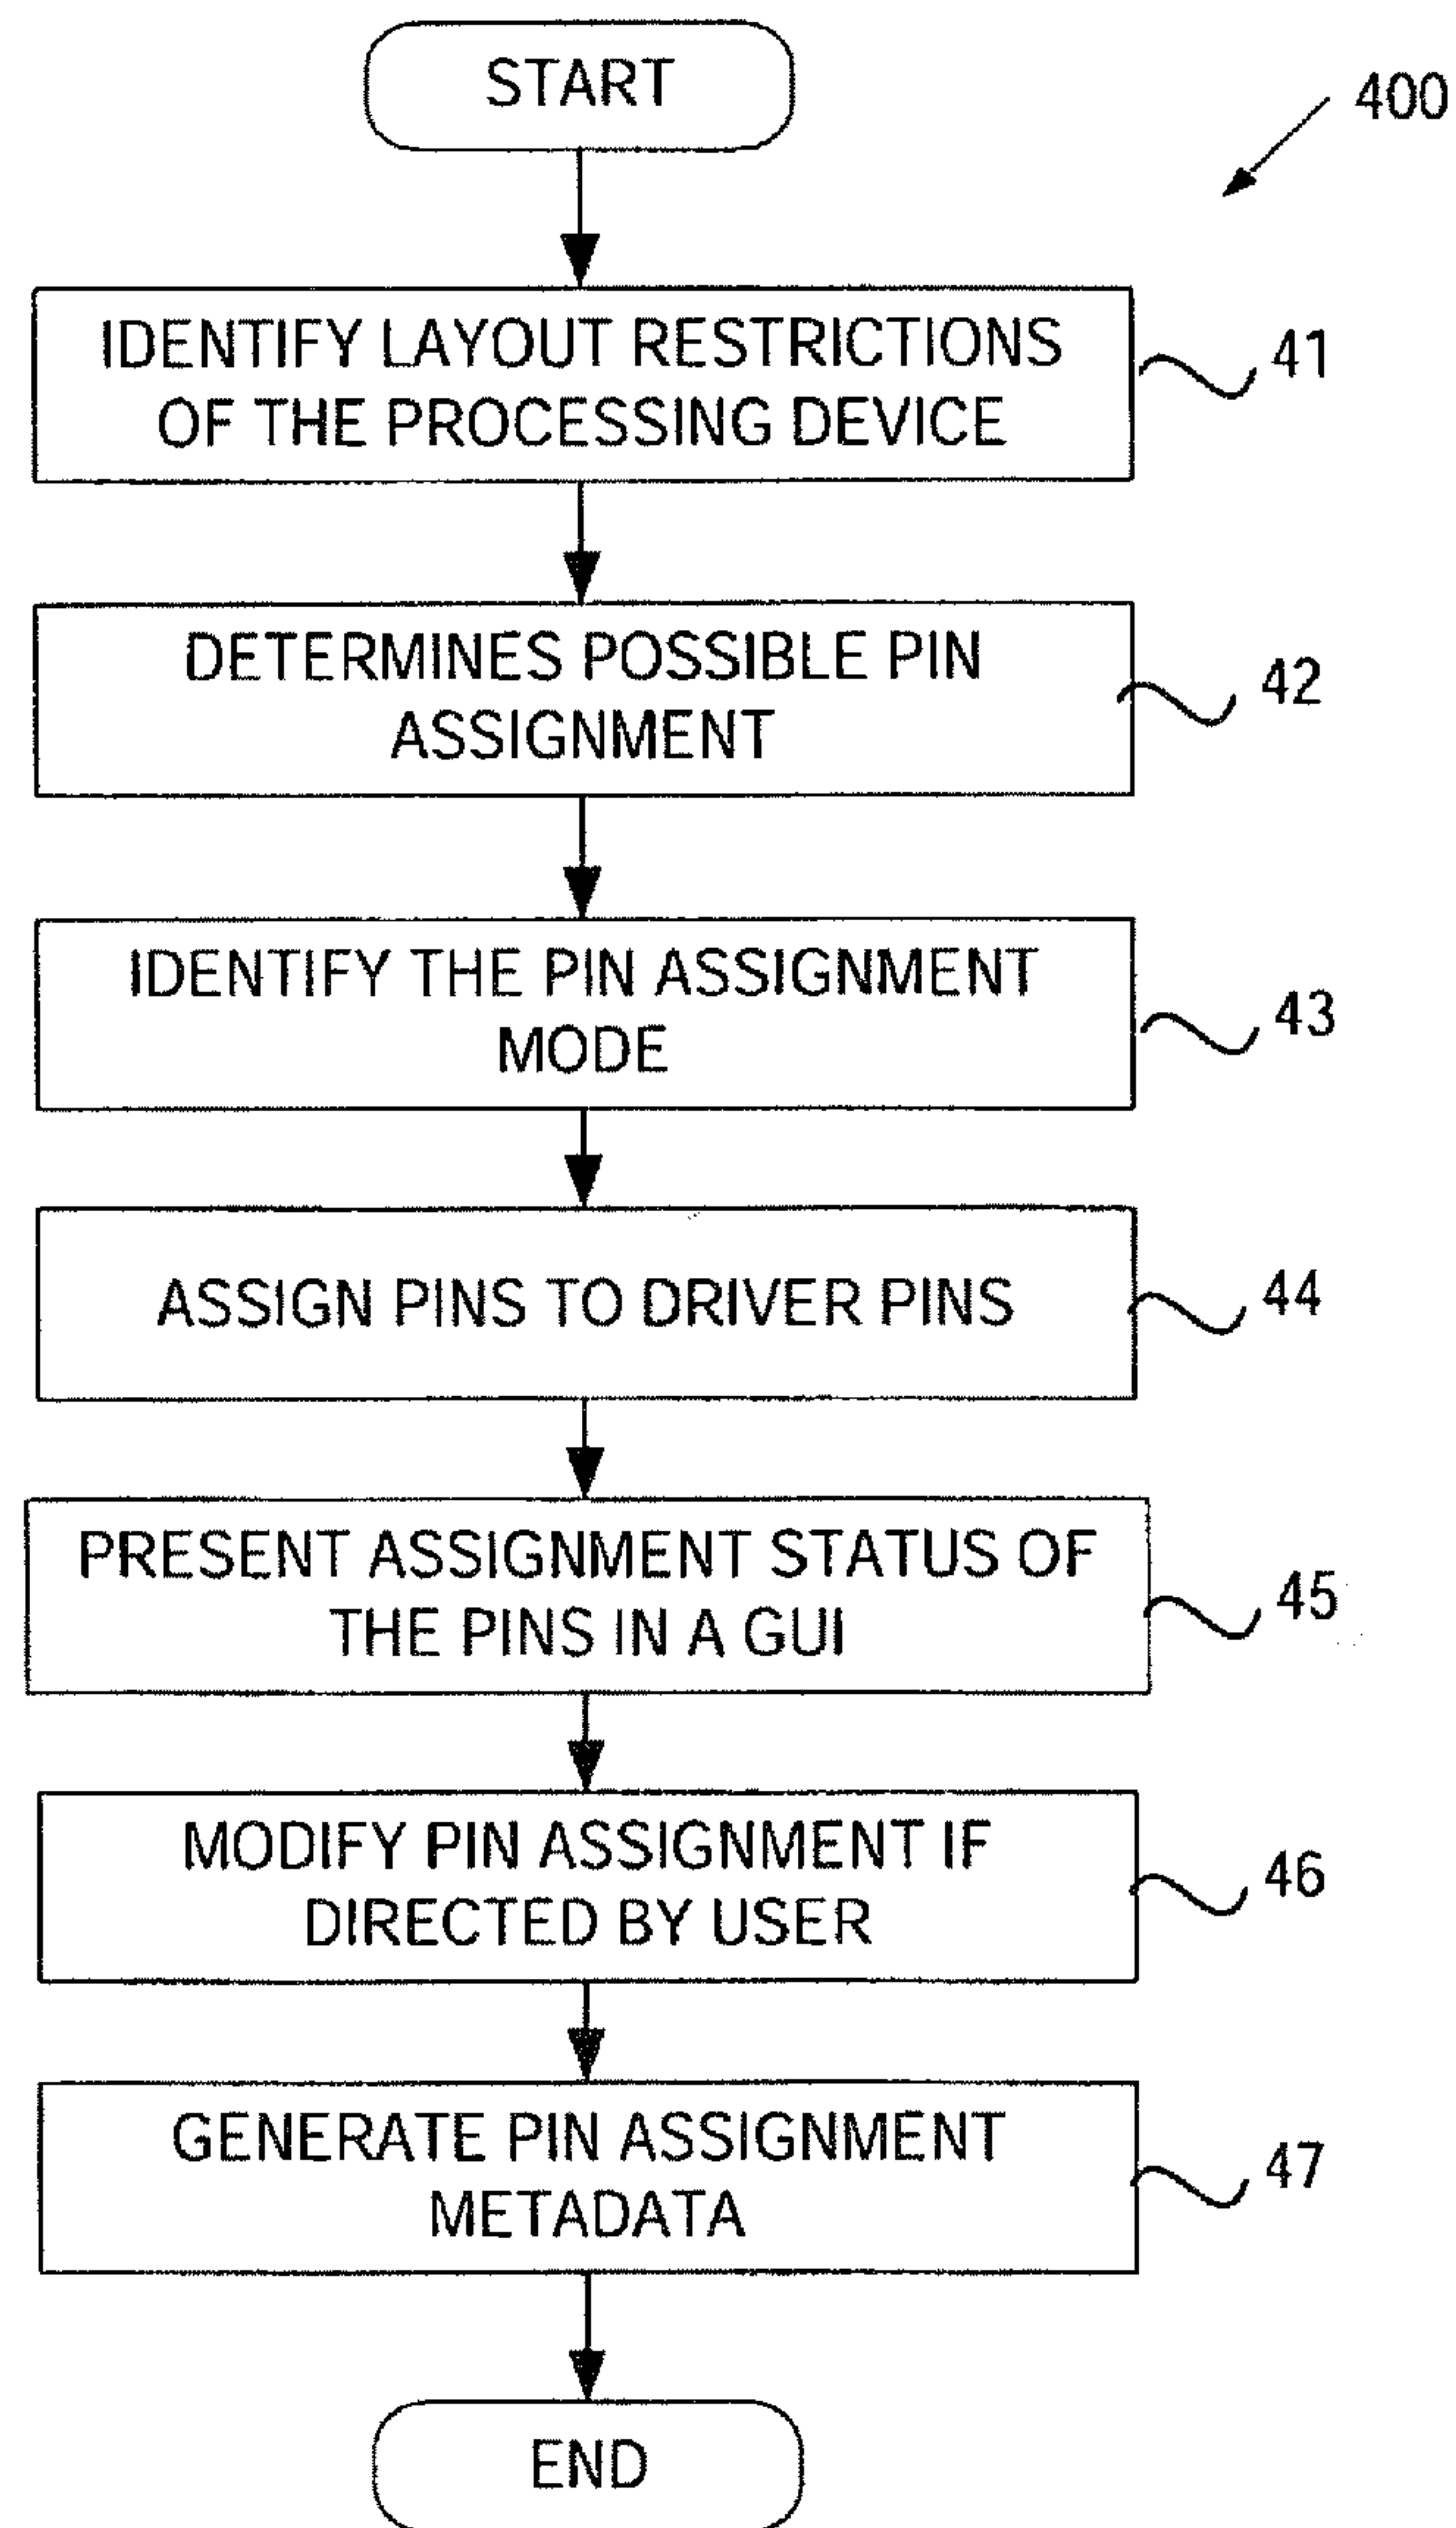 START
400
IDENTIFY LAYOUT RESTRICTIONS
OF THE PROCESSING DEVICE
41
DETERMINES POSSIBLE PIN
ASSIGNMENT
42
IDENTIFY THE PIN ASSIGNMENT
MODE
43
ASSIGN PINS TO DRIVER PINS
44
PRESENT ASSIGNMENT STATUS OF
THE PINS IN A GUI
45
MODIFY PIN ASSIGNMENT IF
DIRECTED BY USER
46
GENERATE PIN ASSIGNMENT
METADATA
47
END